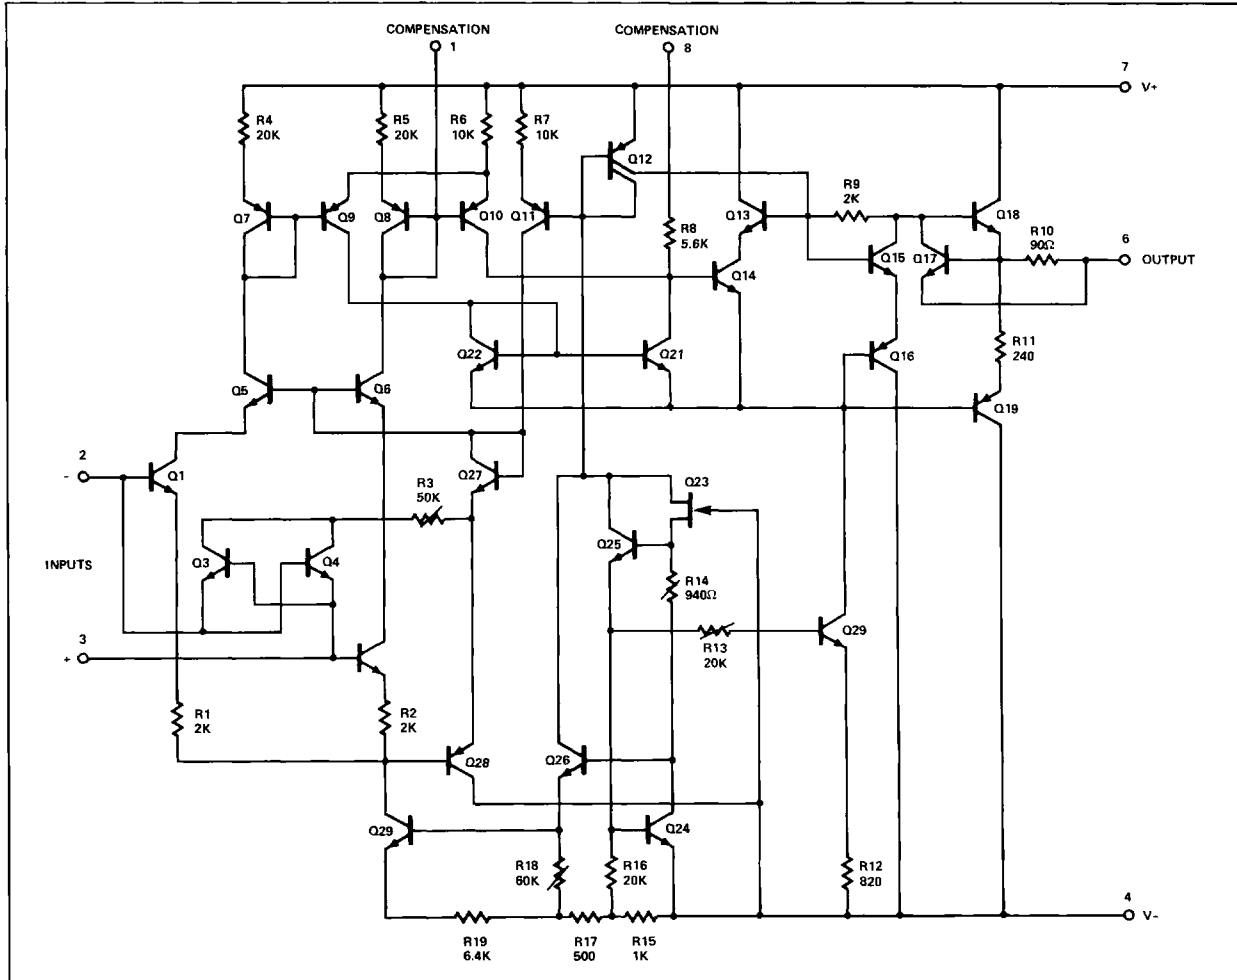 COMPENSATION
1
COMPENSATION
8
7
V+
R4
20K
R5
20K
R6
10K
R7
10K
Q12
Q7
Q9
Q8
Q10
Q11
R8
5.6K
Q13
R9
2K
Q18
R10
90Ω
6
OUTPUT
Q14
Q15
Q17
Q22
Q21
Q16
R11
240
Q5
Q6
Q19
2
-
Q1
Q27
R3
50K
Q23
Q25
INPUTS
Q3
Q4
R14
940Ω
R13
20K
Q29
3
+
R1
2K
R2
2K
Q28
Q26
Q29
Q24
R18
60K
R16
20K
R12
820
4
V-
R19
6.4K
R17
500
R15
1K